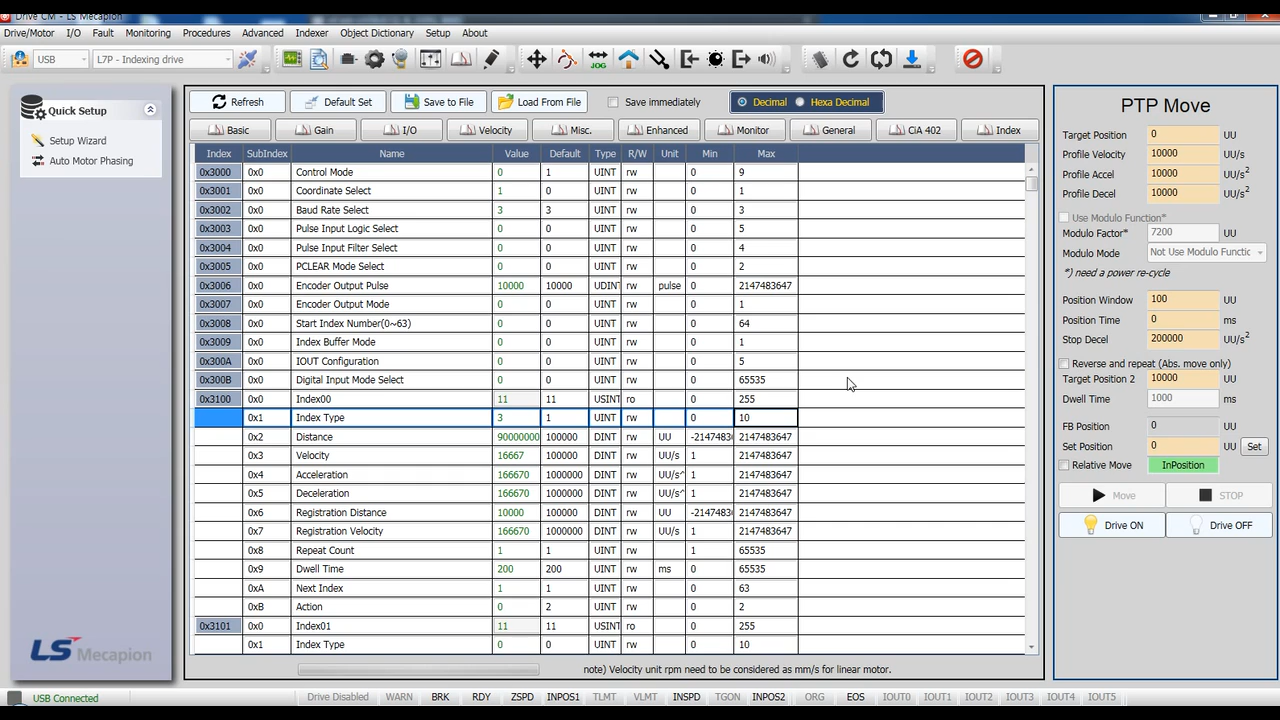 Drive CM - LS Mecapion
Drive/Motor I/O Fault Monitoring Procedures Advanced Indexer Object Dictionary Setup About
USB L7P - Indexing drive JOG
Quick Setup
Setup Wizard
Auto Motor Phasing
LS Mecapion
Refresh Default Set Save to File Load From File Save immediately Decimal Hexa Decimal
Basic Gain I/O Velocity Misc. Enhanced Monitor General CiA 402 Index
Index SubIndex Name Value Default Type R/W Unit Min Max
0x3000 0x0 Control Mode 0 1 UINT rw 0 9
0x3001 0x0 Coordinate Select 1 0 UINT rw 0 1
0x3002 0x0 Baud Rate Select 3 3 UINT rw 0 3
0x3003 0x0 Pulse Input Logic Select 0 0 UINT rw 0 5
0x3004 0x0 Pulse Input Filter Select 0 0 UINT rw 0 4
0x3005 0x0 PCLEAR Mode Select 0 0 UINT rw 0 2
0x3006 0x0 Encoder Output Pulse 10000 10000 UDINT rw pulse 0 2147483647
0x3007 0x0 Encoder Output Mode 0 0 UINT rw 0 1
0x3008 0x0 Start Index Number(0~63) 0 0 UINT rw 0 64
0x3009 0x0 Index Buffer Mode 0 0 UINT rw 0 1
0x300A 0x0 IOUT Configuration 0 0 UINT rw 0 5
0x300B 0x0 Digital Input Mode Select 0 0 UINT rw 0 65535
0x3100 0x0 Index00 11 11 USINT ro 0 255
0x1 Index Type 3 1 UINT rw 0 10
0x2 Distance 90000000 100000 DINT rw UU -2147483 2147483647
0x3 Velocity 16667 100000 DINT rw UU/s 1 2147483647
0x4 Acceleration 166670 1000000 DINT rw UU/s^ 1 2147483647
0x5 Deceleration 166670 1000000 DINT rw UU/s^ 1 2147483647
0x6 Registration Distance 10000 100000 DINT rw UU -2147483 2147483647
0x7 Registration Velocity 166670 1000000 DINT rw UU/s 1 2147483647
0x8 Repeat Count 1 1 UINT rw 1 65535
0x9 Dwell Time 200 200 UINT rw ms 0 65535
0xA Next Index 1 1 UINT rw 0 63
0xB Action 0 2 UINT rw 0 2
0x3101 0x0 Index01 11 11 USINT ro 0 255
0x1 Index Type 0 0 UINT rw 0 10
note) Velocity unit rpm need to be considered as mm/s for linear motor.
PTP Move
Target Position 0 UU
Profile Velocity 10000 UU/s
Profile Accel 10000 UU/s²
Profile Decel 10000 UU/s²
Use Modulo Function*
Modulo Factor* 7200 UU
Modulo Mode Not Use Modulo Functic
*) need a power re-cycle
Position Window 100 UU
Position Time 0 ms
Stop Decel 200000 UU/s²
Reverse and repeat (Abs. move only)
Target Position 2 10000 UU
Dwell Time 1000 ms
FB Position 0 UU
Set Position 0 UU Set
Relative Move InPosition
Move STOP
Drive ON Drive OFF
USB Connected Drive Disabled WARN BRK RDY ZSPD INPOS1 TLMT VLMT INSPD TGON INPOS2 ORG EOS IOUT0 IOUT1 IOUT2 IOUT3 IOUT4 IOUT5